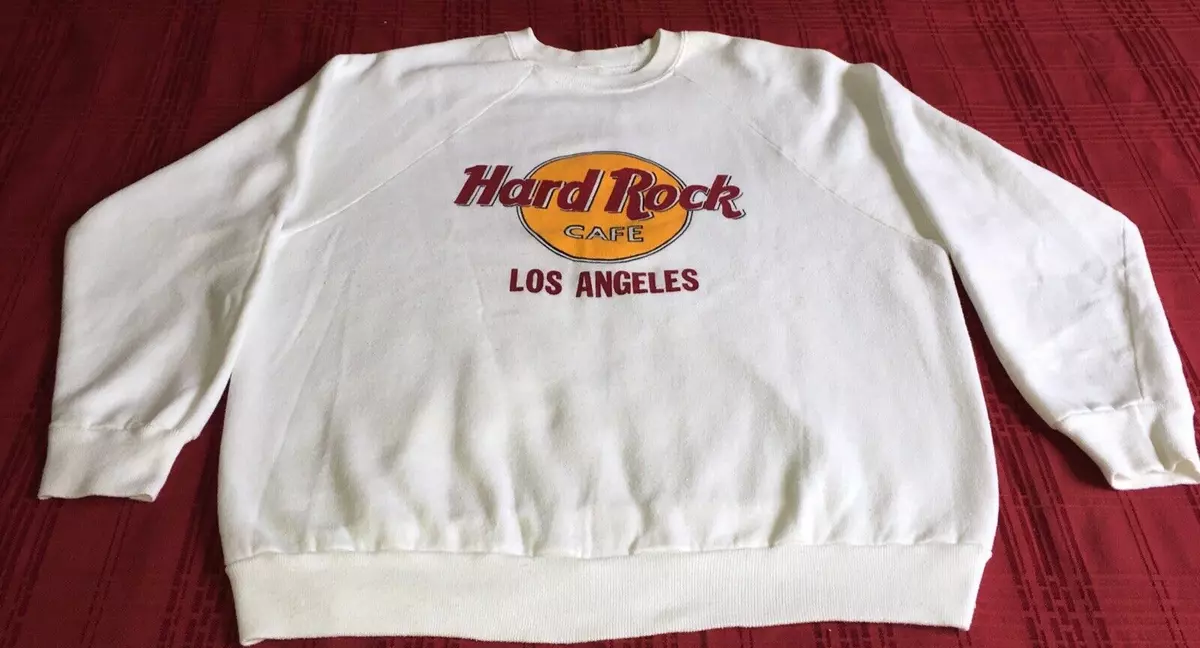 Hard Rock
CAFE
LOS ANGELES